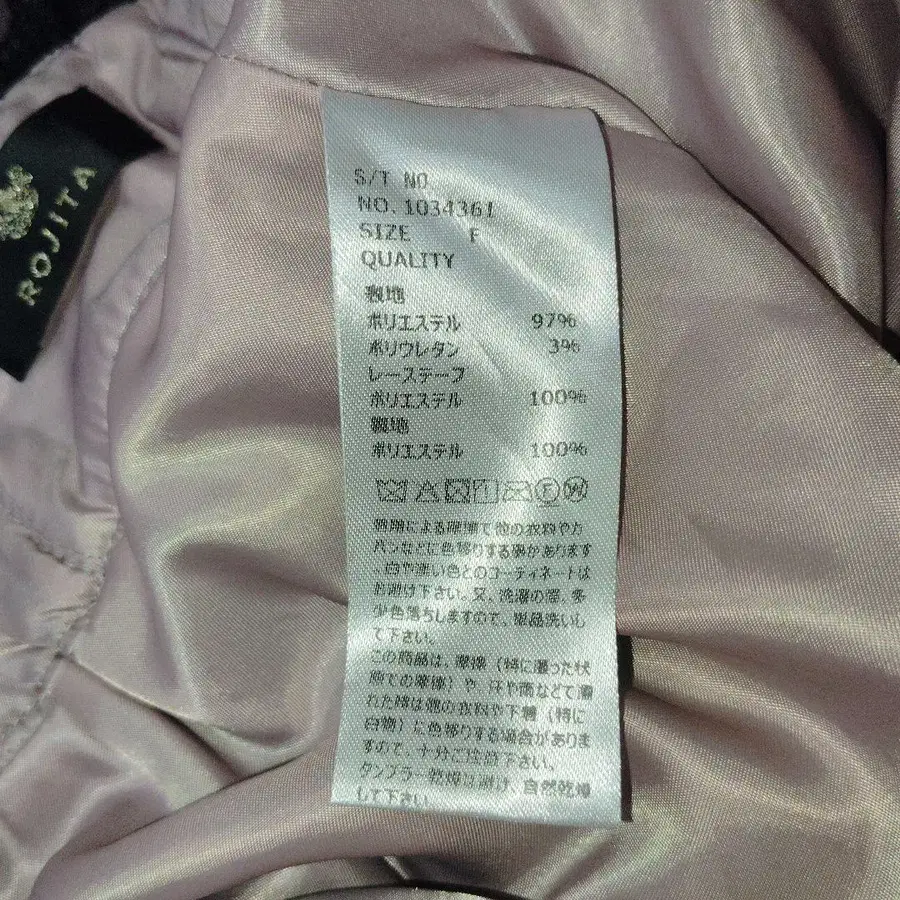 ROJITA
S/T NO
NO.1034361
SIZE F
QUALITY
表地
ポリエステル 97%
ポリウレタン 3%
レーステープ
ポリエステル 100%
裏地
ポリエステル 100%
F W
着用による摩擦で他の衣料やカ
バンなどに色移りする事があります
。白や淡い色とのコーディネートは
お避け下さい。又、洗濯の際、多
少色落ちしますので、単品洗いし
て下さい。
この商品は、摩擦（特に湿った状
態での摩擦）や、汗や雨などで濡
れた時は他の衣料や下着（特に
白物）に色移りする場合がありま
すので、十分ご注意下さい。
タンブラー乾燥は避け、自然乾燥
して下さい